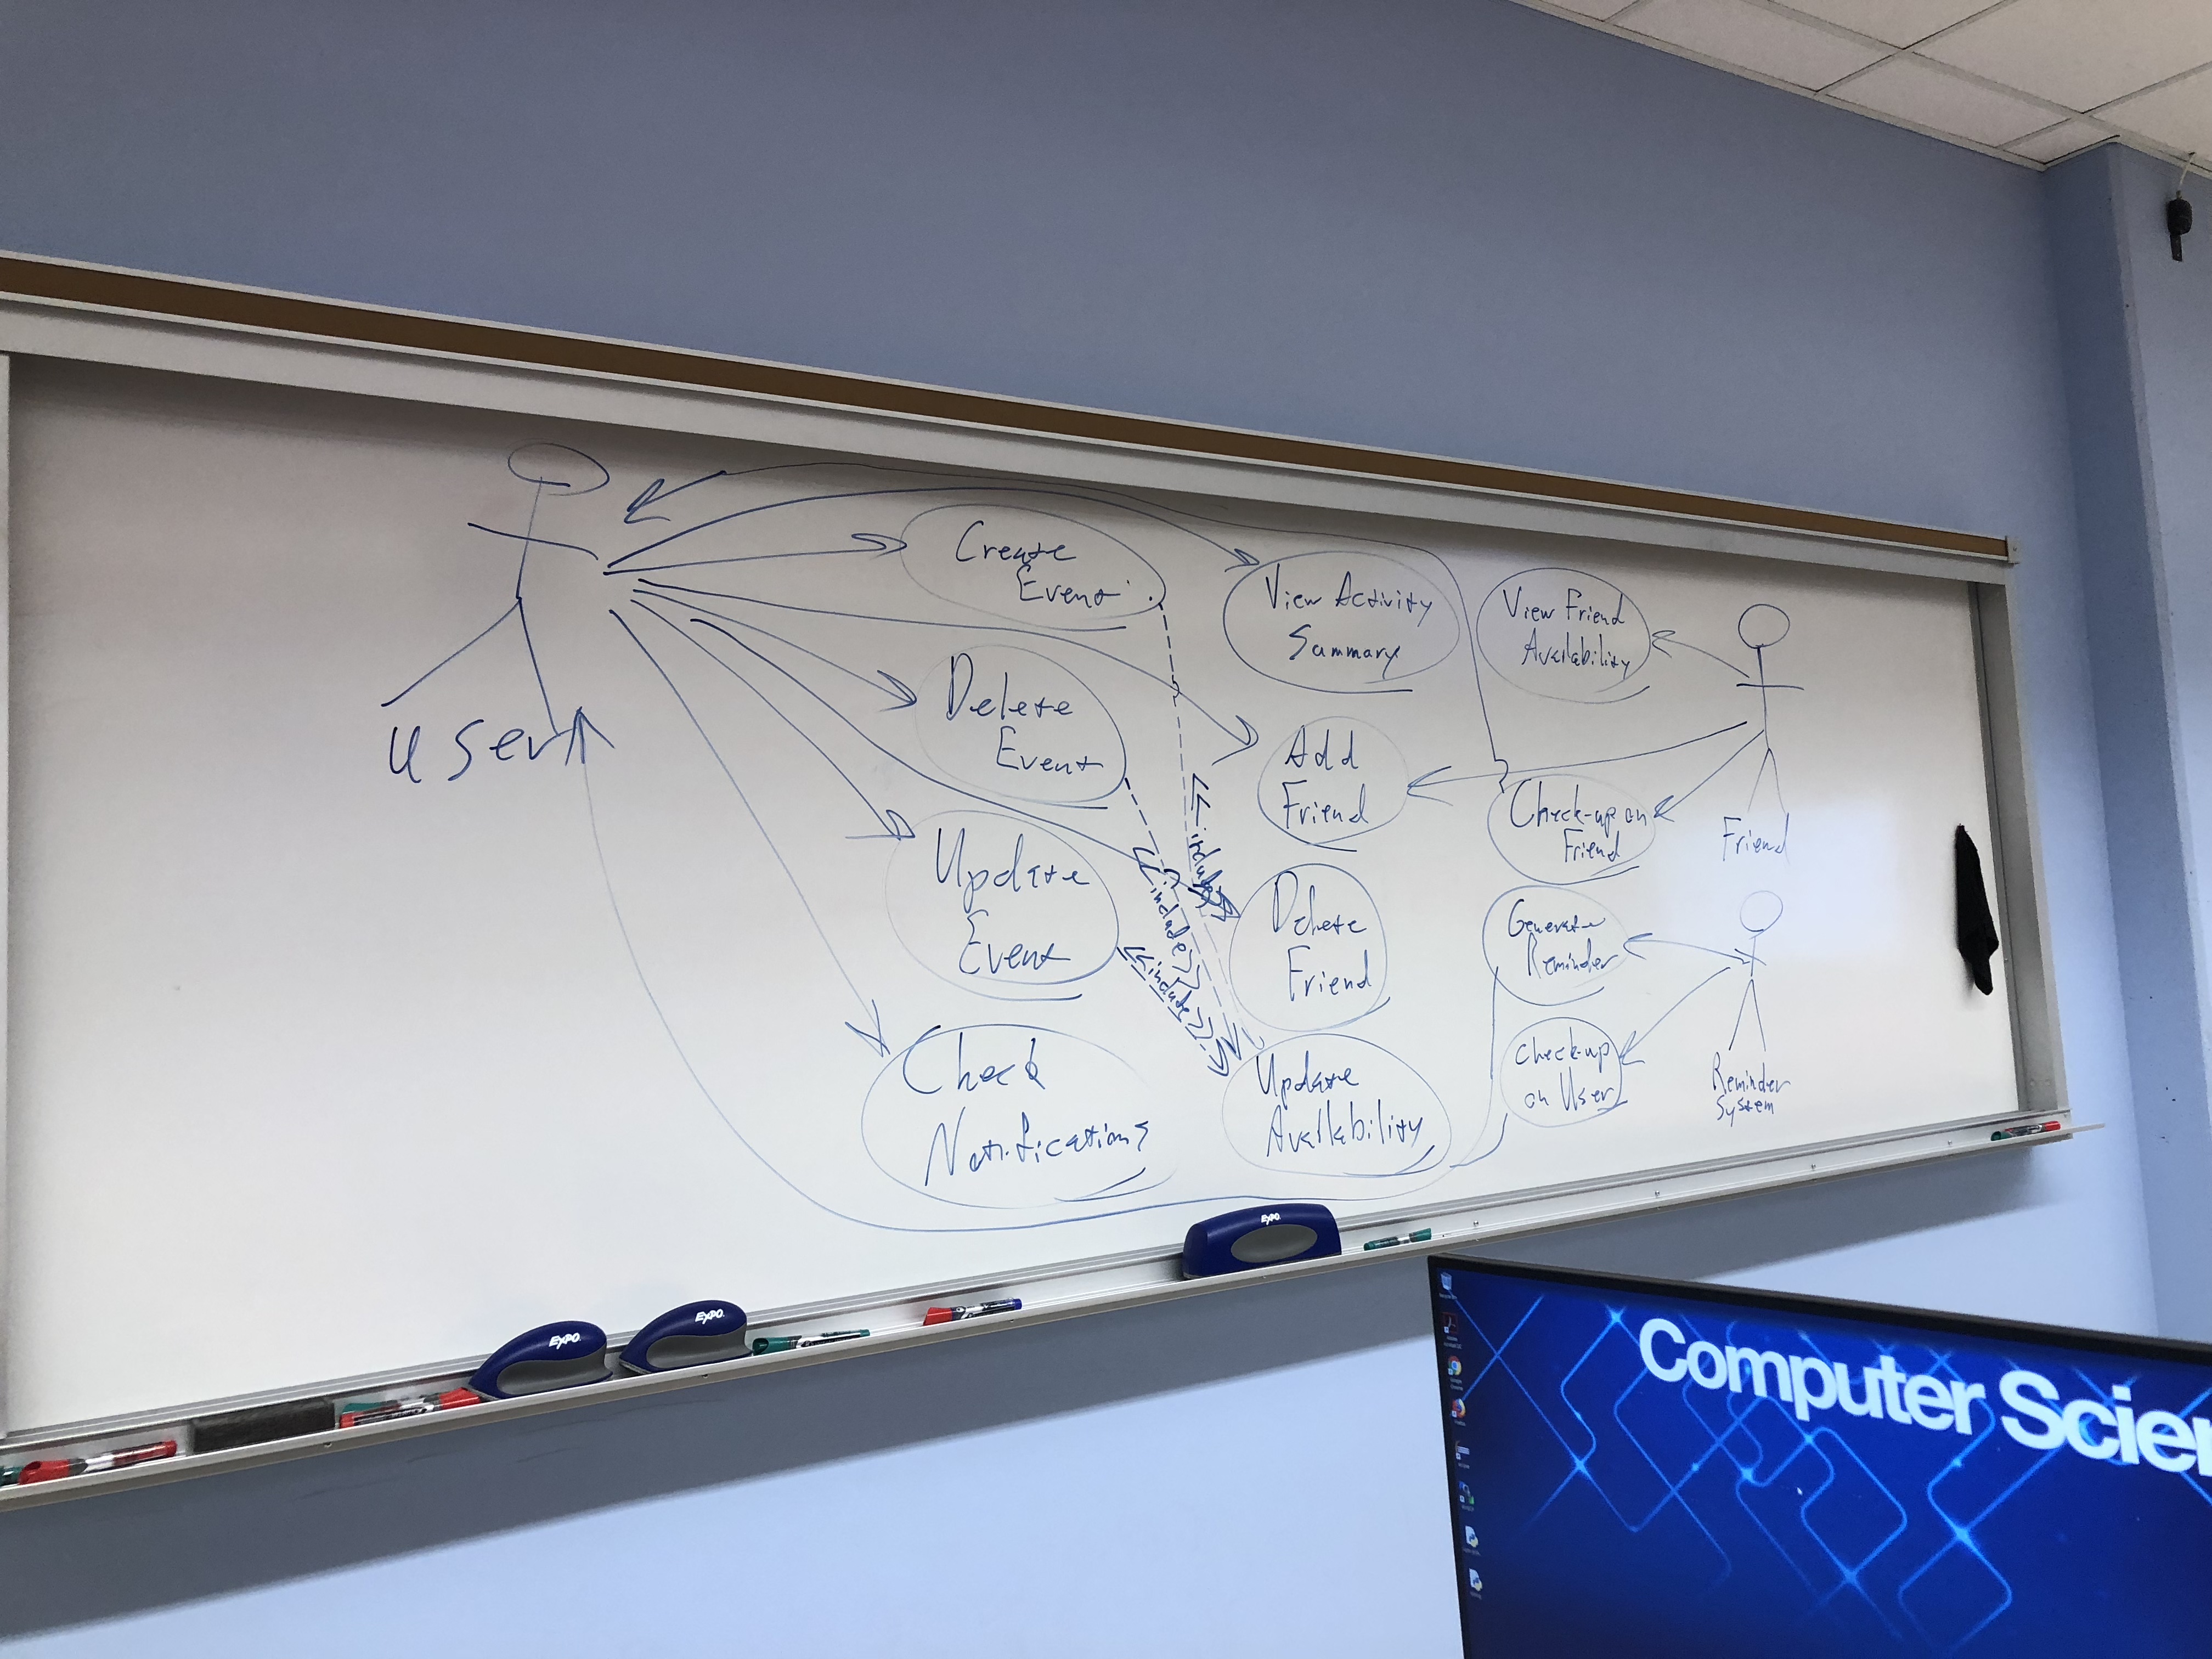 User
Create
Event
Delete
Event
Update
Event
Check
Notifications
View Activity
Summary
Add
Friend
Delete
Friend
Update
Availability
<<include>>
<<include>>
<<include>>
View Friend
Availability
Check-up on
Friend
Generate
Reminder
Check-up
on User
Friend
Reminder
System
EXPO
EXPO
EXPO
Computer Scien